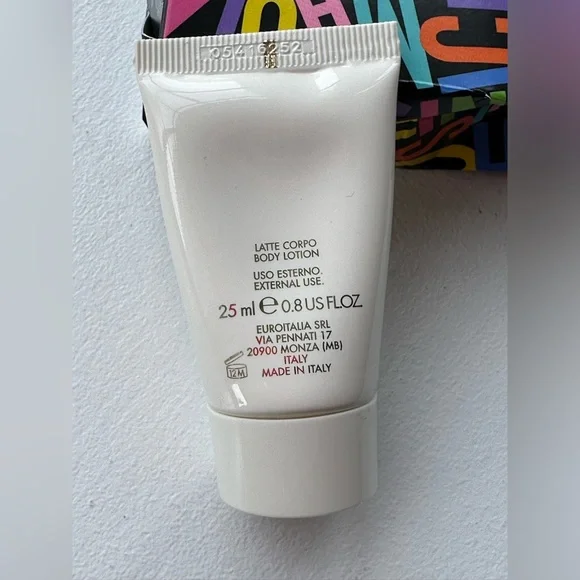 05416252
LATTE CORPO
BODY LOTION
USO ESTERNO.
EXTERNAL USE.
25 ml e 0.8 US FL.OZ.
EUROITALIA SRL
VIA PENNATI 17
20900 MONZA (MB)
ITALY
MADE IN ITALY
12M